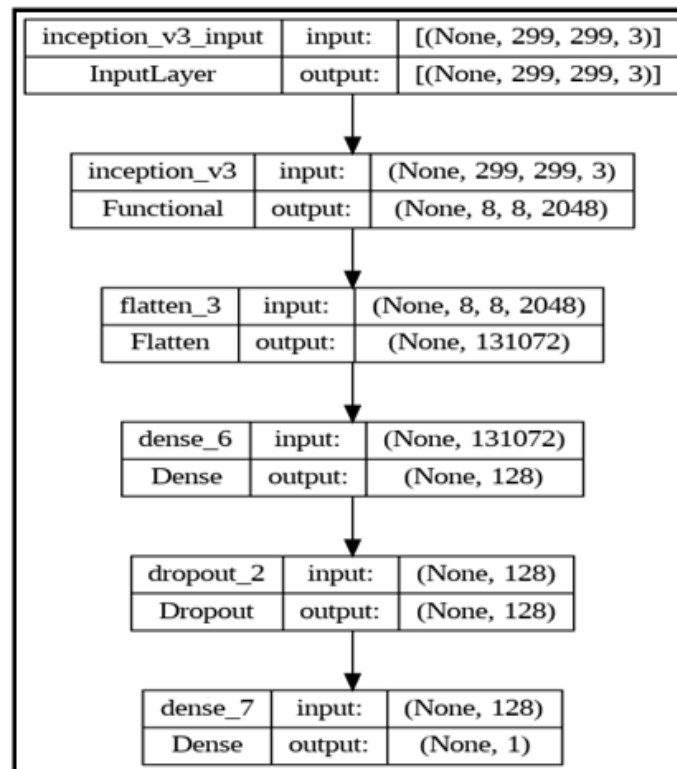 inception_v3_input input: [(None, 299, 299, 3)]
InputLayer output: [(None, 299, 299, 3)]
inception_v3 input: (None, 299, 299, 3)
Functional output: (None, 8, 8, 2048)
flatten_3 input: (None, 8, 8, 2048)
Flatten output: (None, 131072)
dense_6 input: (None, 131072)
Dense output: (None, 128)
dropout_2 input: (None, 128)
Dropout output: (None, 128)
dense_7 input: (None, 128)
Dense output: (None, 1)